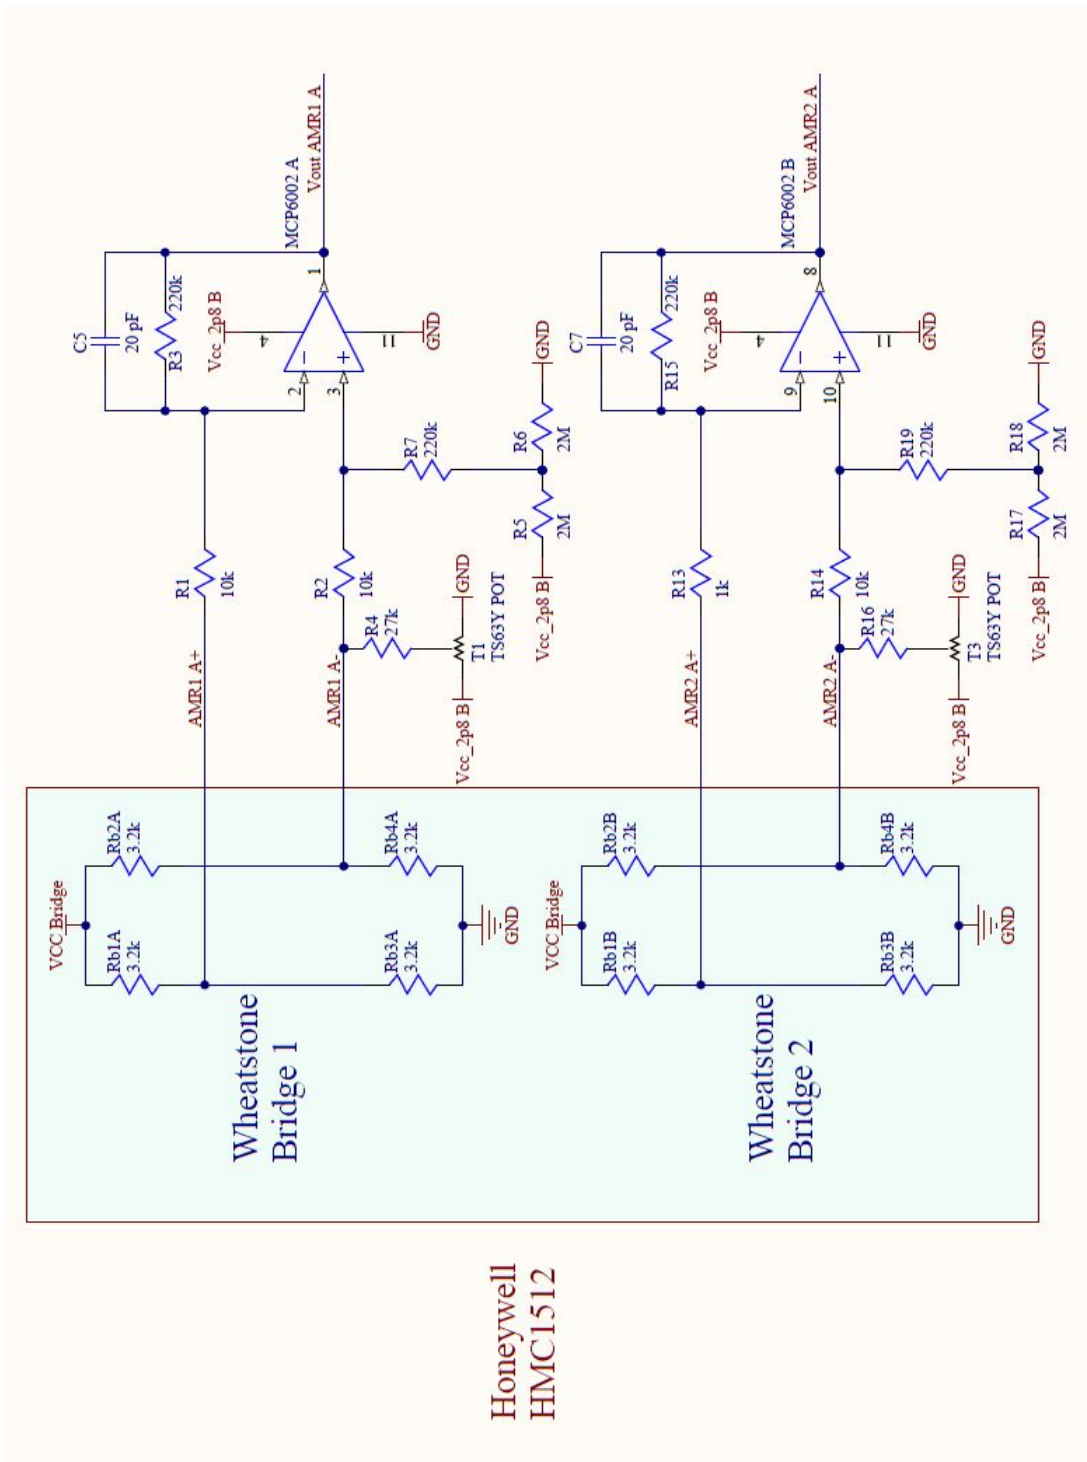 Honeywell
HMC1512
Wheatstone
Bridge 1
VCC Bridge
Rb1A
3.2k
Rb2A
3.2k
Rb3A
3.2k
Rb4A
3.2k
GND
AMR1 A+
R1
10k
AMR1 A-
R2
10k
R4
27k
Vcc_2p8 B
T1
TS63Y POT
GND
C5
20 pF
R3
220k
Vcc_2p8 B
4
2
3
1
11
GND
MCP6002 A
Vout AMR1 A
R7
220k
Vcc_2p8 B
R5
2M
R6
2M
GND
Wheatstone
Bridge 2
VCC Bridge
Rb1B
3.2k
Rb2B
3.2k
Rb3B
3.2k
Rb4B
3.2k
GND
AMR2 A+
R13
1k
AMR2 A-
R14
10k
R16
27k
Vcc_2p8 B
T3
TS63Y POT
GND
C7
20 pF
R15
220k
Vcc_2p8 B
4
9
10
8
11
GND
MCP6002 B
Vout AMR2 A
R19
220k
Vcc_2p8 B
R17
2M
R18
2M
GND